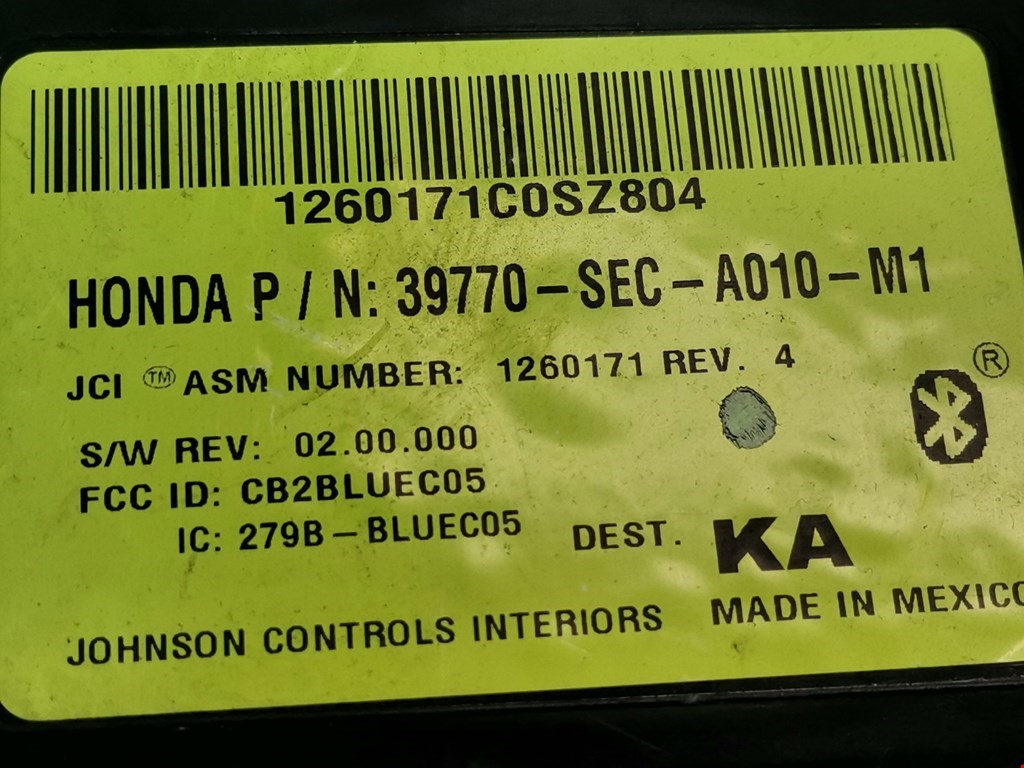 1260171C0SZ804
HONDA P / N: 39770-SEC-A010-M1
JCI ™ ASM NUMBER: 1260171 REV. 4
®
S/W REV: 02.00.000
FCC ID: CB2BLUEC05
IC: 279B-BLUEC05 DEST. KA
JOHNSON CONTROLS INTERIORS MADE IN MEXICO